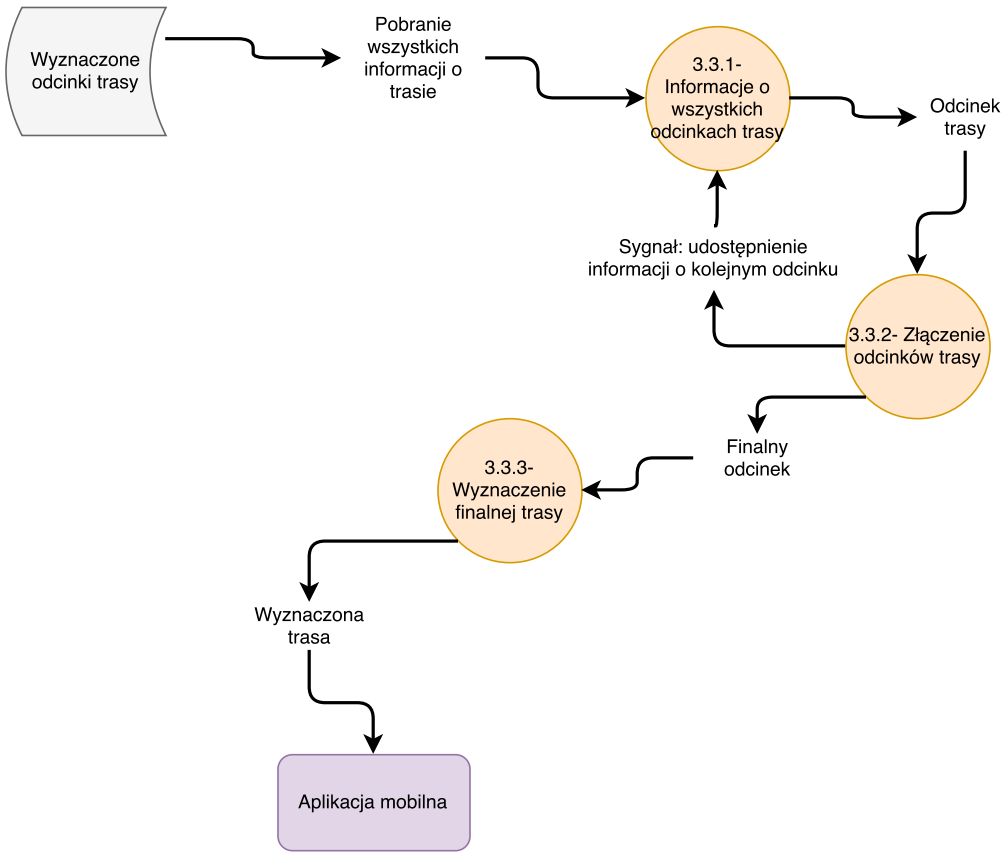 Wyznaczone
odcinki trasy
Pobranie
wszystkich
informacji o
trasie
3.3.1-
Informacje o
wszystkich
odcinkach trasy
Odcinek
trasy
Sygnał: udostępnienie
informacji o kolejnym odcinku
3.3.2- Złączenie
odcinków trasy
Finalny
odcinek
3.3.3-
Wyznaczenie
finalnej trasy
Wyznaczona
trasa
Aplikacja mobilna